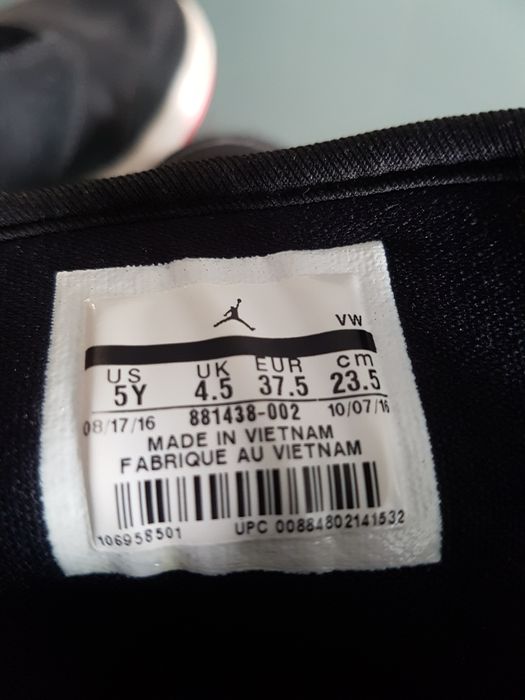 VW
US UK EUR cm
5Y 4.5 37.5 23.5
08/17/16 881438-002 10/07/16
MADE IN VIETNAM
FABRIQUE AU VIETNAM
106958501 UPC 00884802141532